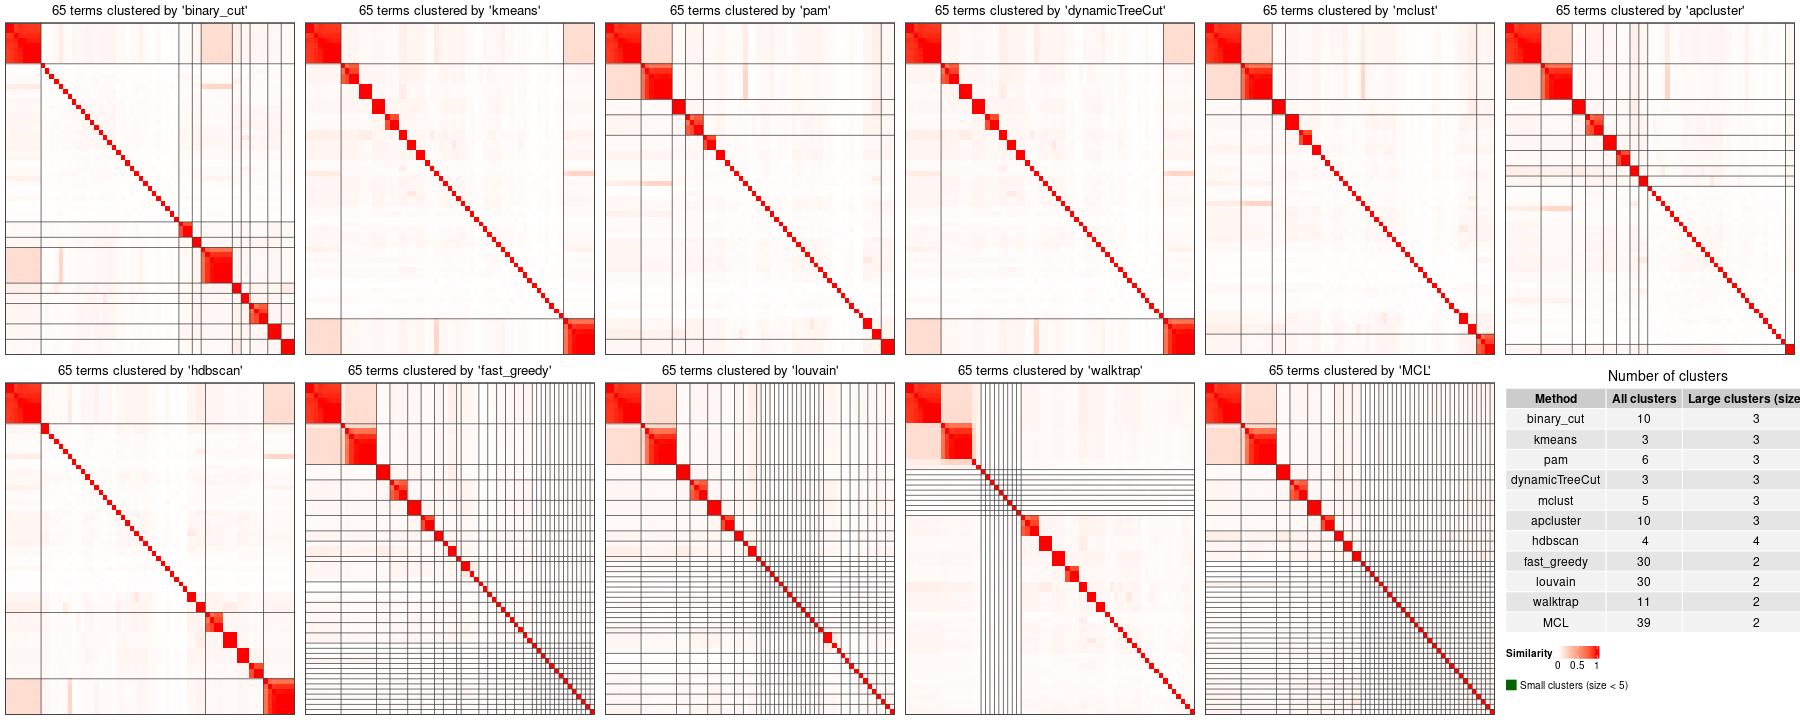 65 terms clustered by 'binary_cut'
65 terms clustered by 'kmeans'
65 terms clustered by 'pam'
65 terms clustered by 'dynamicTreeCut'
65 terms clustered by 'mclust'
65 terms clustered by 'apcluster'
65 terms clustered by 'hdbscan'
65 terms clustered by 'fast_greedy'
65 terms clustered by 'louvain'
65 terms clustered by 'walktrap'
65 terms clustered by 'MCL'
Number of clusters
Method All clusters Large clusters (size
binary_cut 10 3
kmeans 3 3
pam 6 3
dynamicTreeCut 3 3
mclust 5 3
apcluster 10 3
hdbscan 4 4
fast_greedy 30 2
louvain 30 2
walktrap 11 2
MCL 39 2
Similarity
0 0.5 1
Small clusters (size < 5)